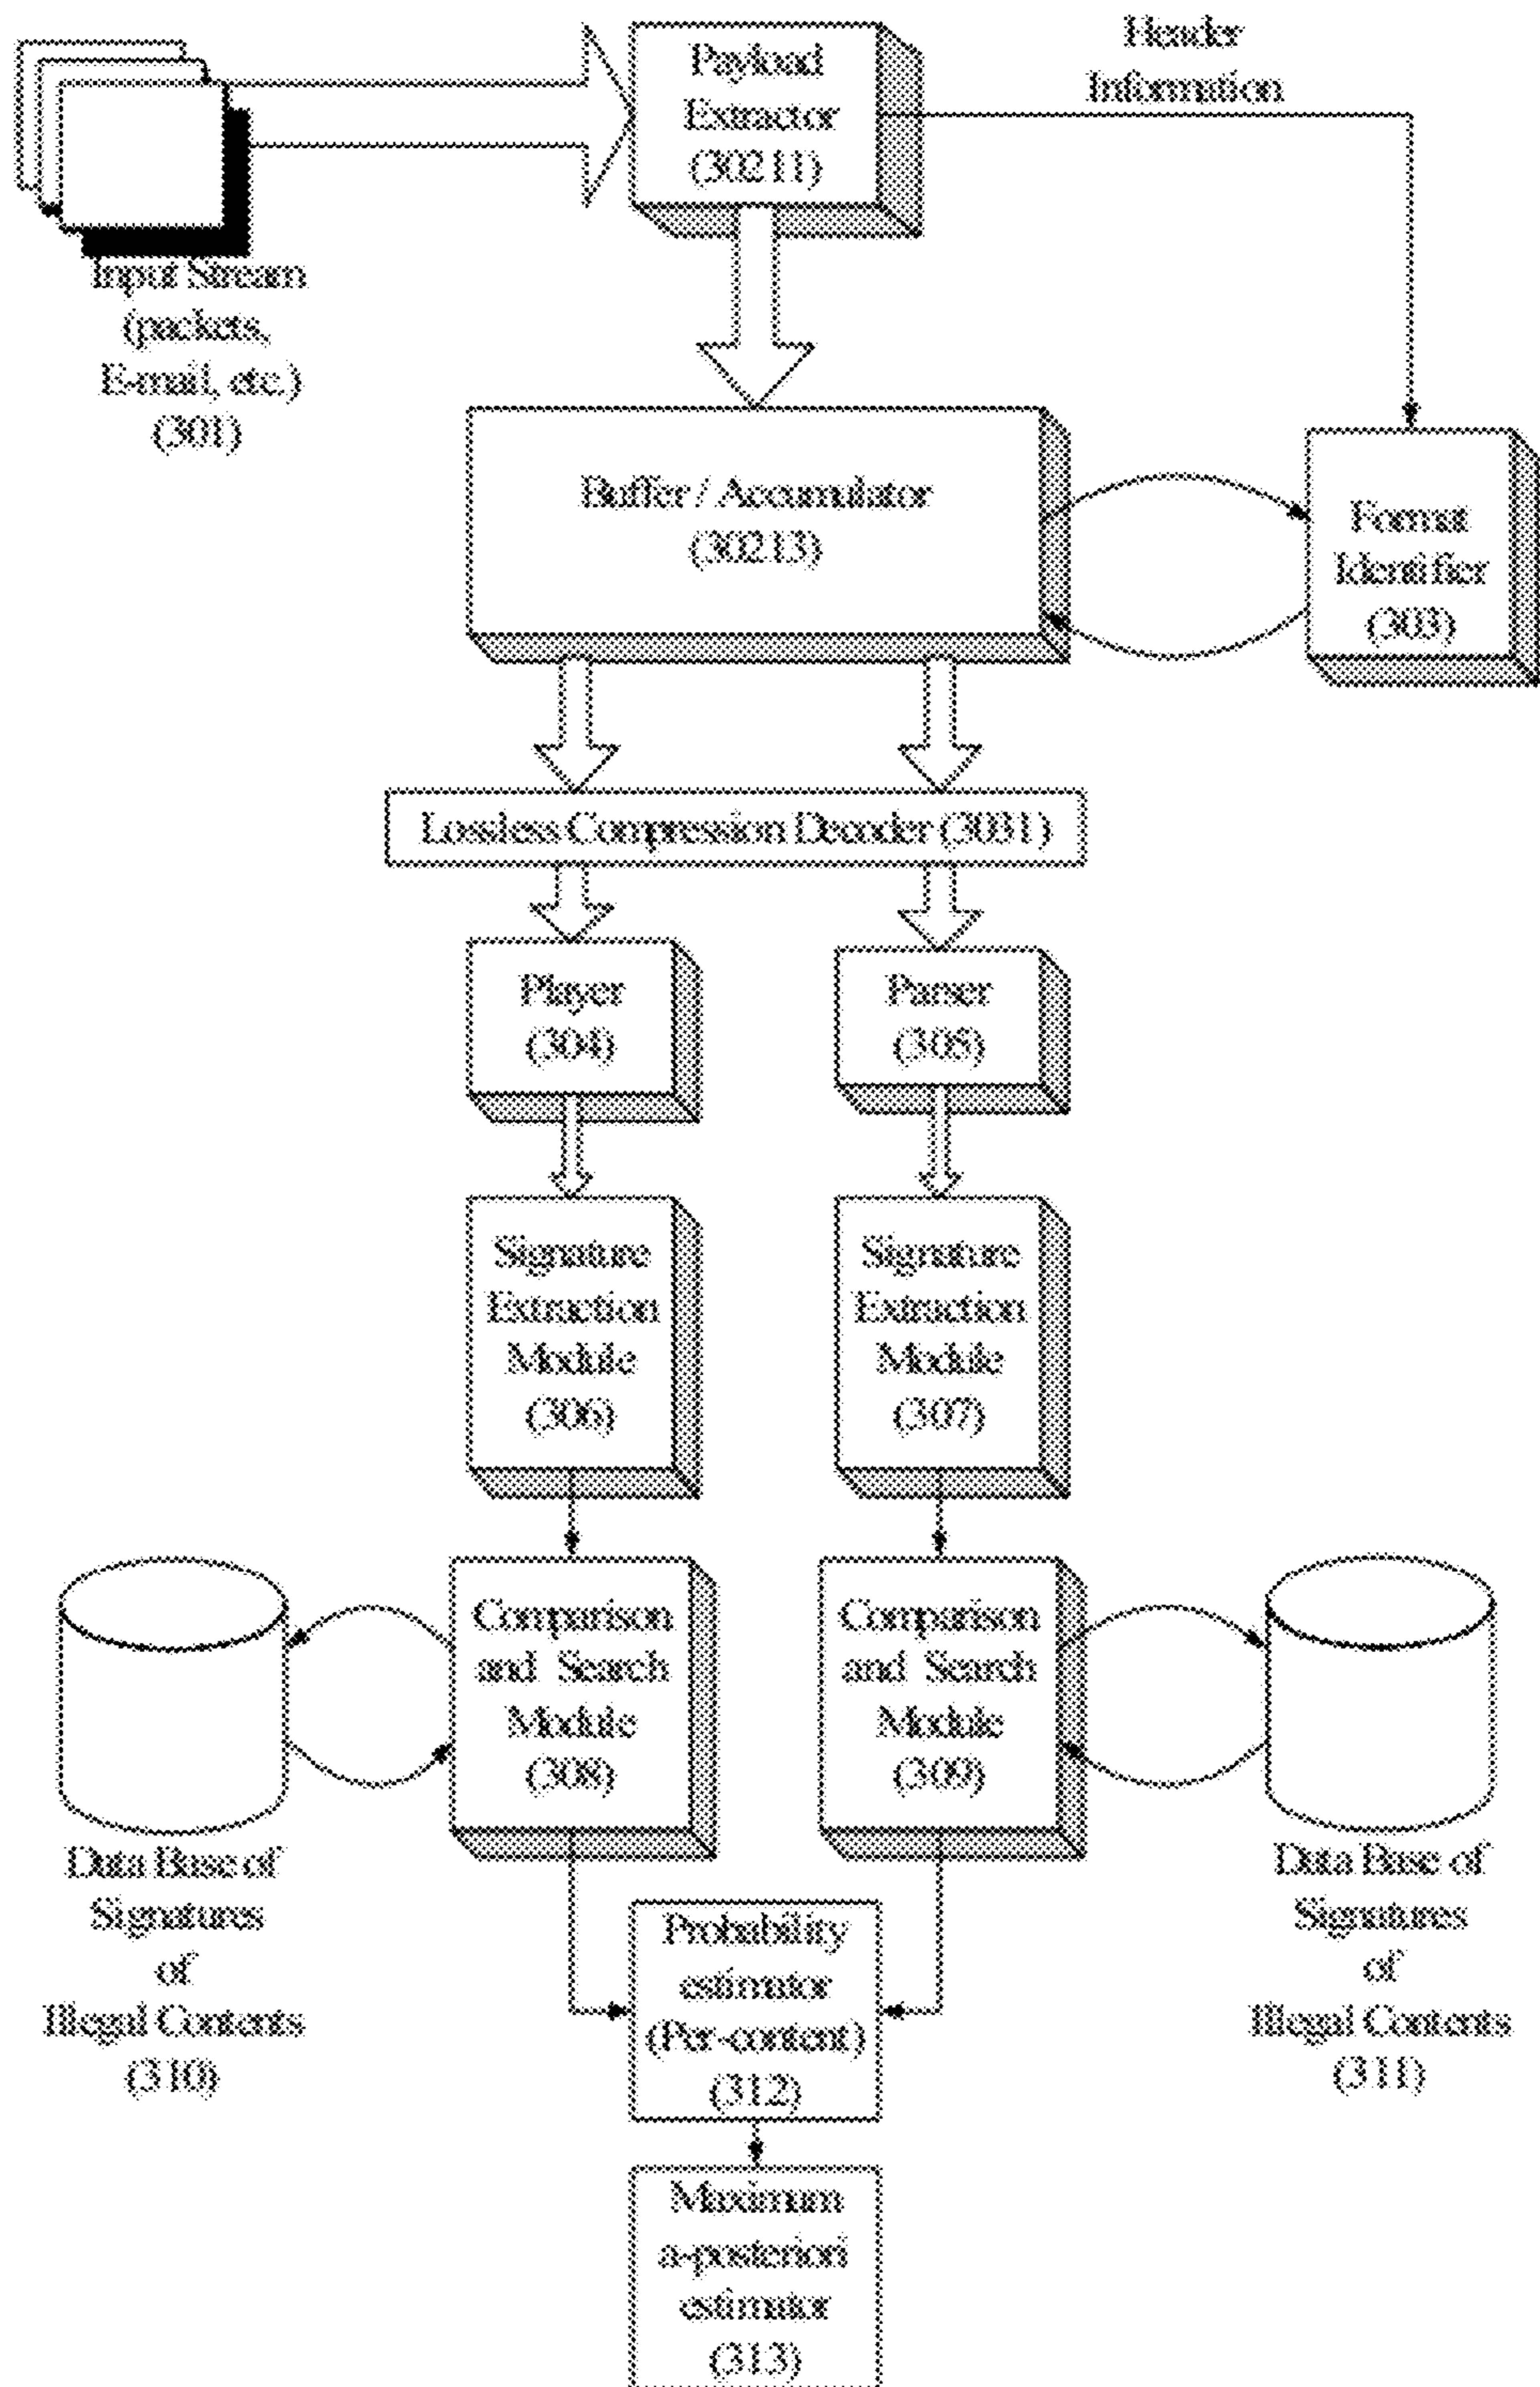 Header
Information
Payload
Extractor
(30211)
Input Stream
(packets,
E-mail, etc.)
(301)
Buffer / Accumulator
(30213)
Format
Identifier
(303)
Lossless Compression Decoder (3031)
Player
(304)
Parser
(305)
Signature
Extraction
Module
(306)
Signature
Extraction
Module
(307)
Comparison
and Search
Module
(308)
Comparison
and Search
Module
(309)
Data Base of
Signatures
of
Illegal Contents
(310)
Data Base of
Signatures
of
Illegal Contents
(311)
Probability
estimator
(Per-content)
(312)
Maximum
a-posteriori
estimator
(313)